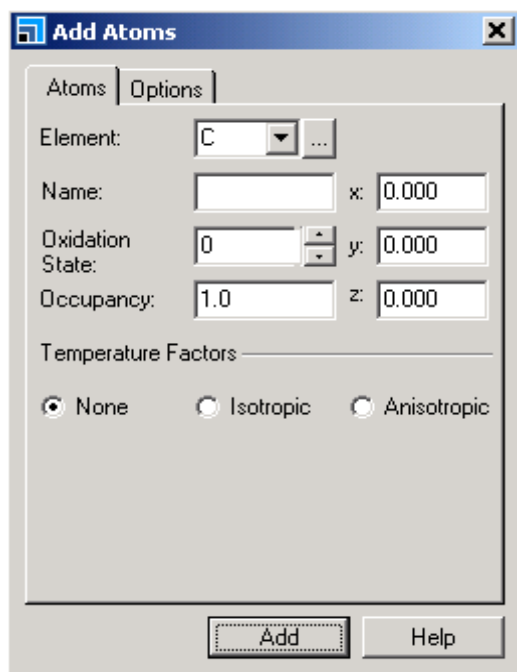 Add Atoms
Atoms Options
Element: C ...
Name: x: 0.000
Oxidation State: 0 y: 0.000
Occupancy: 1.0 z: 0.000
Temperature Factors
None Isotropic Anisotropic
Add Help